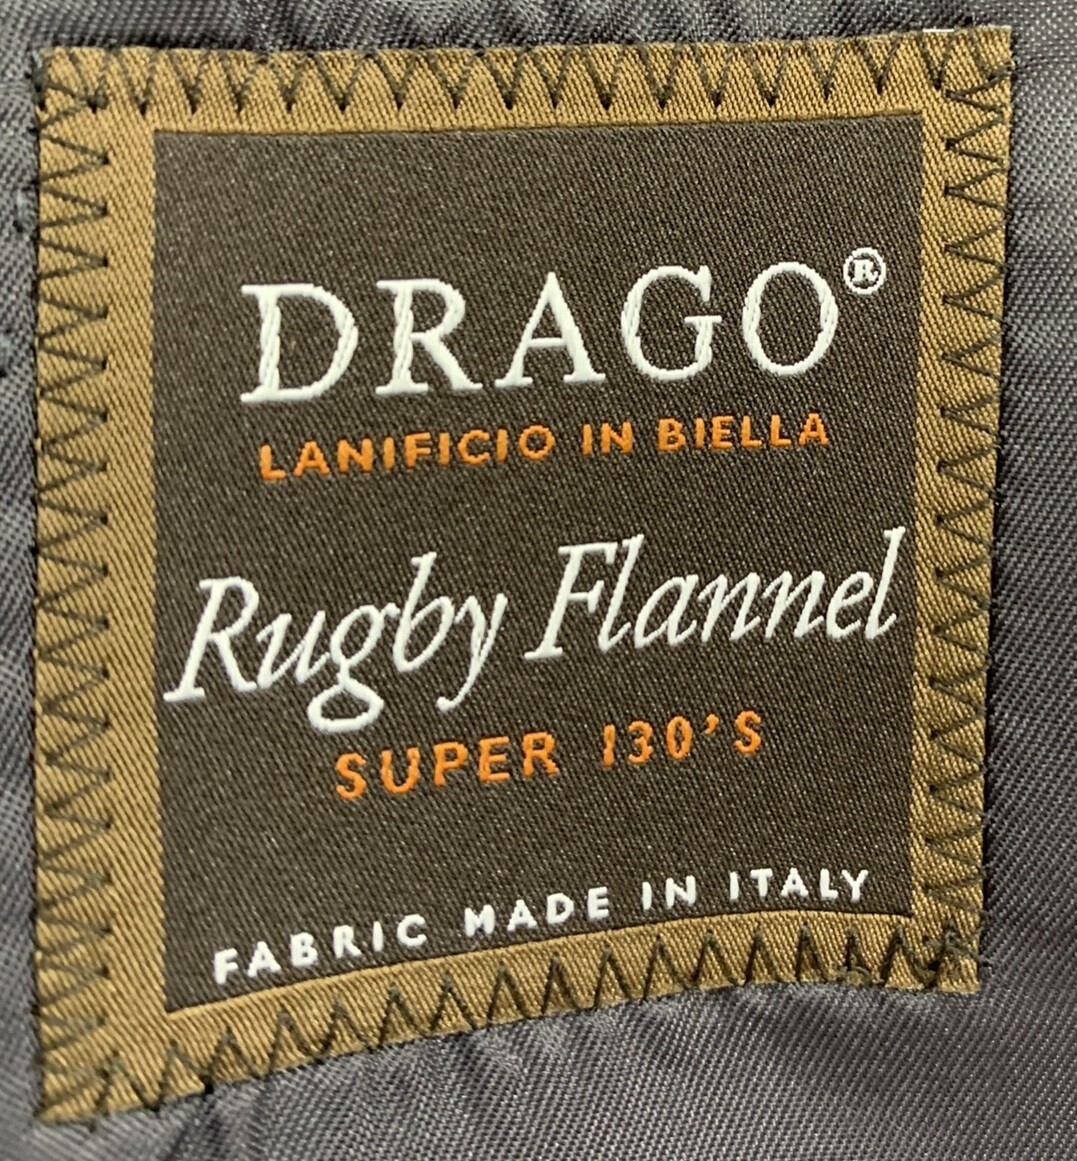 DRAGO®
LANIFICIO IN BIELLA
Rugby Flannel
SUPER 130'S
FABRIC MADE IN ITALY